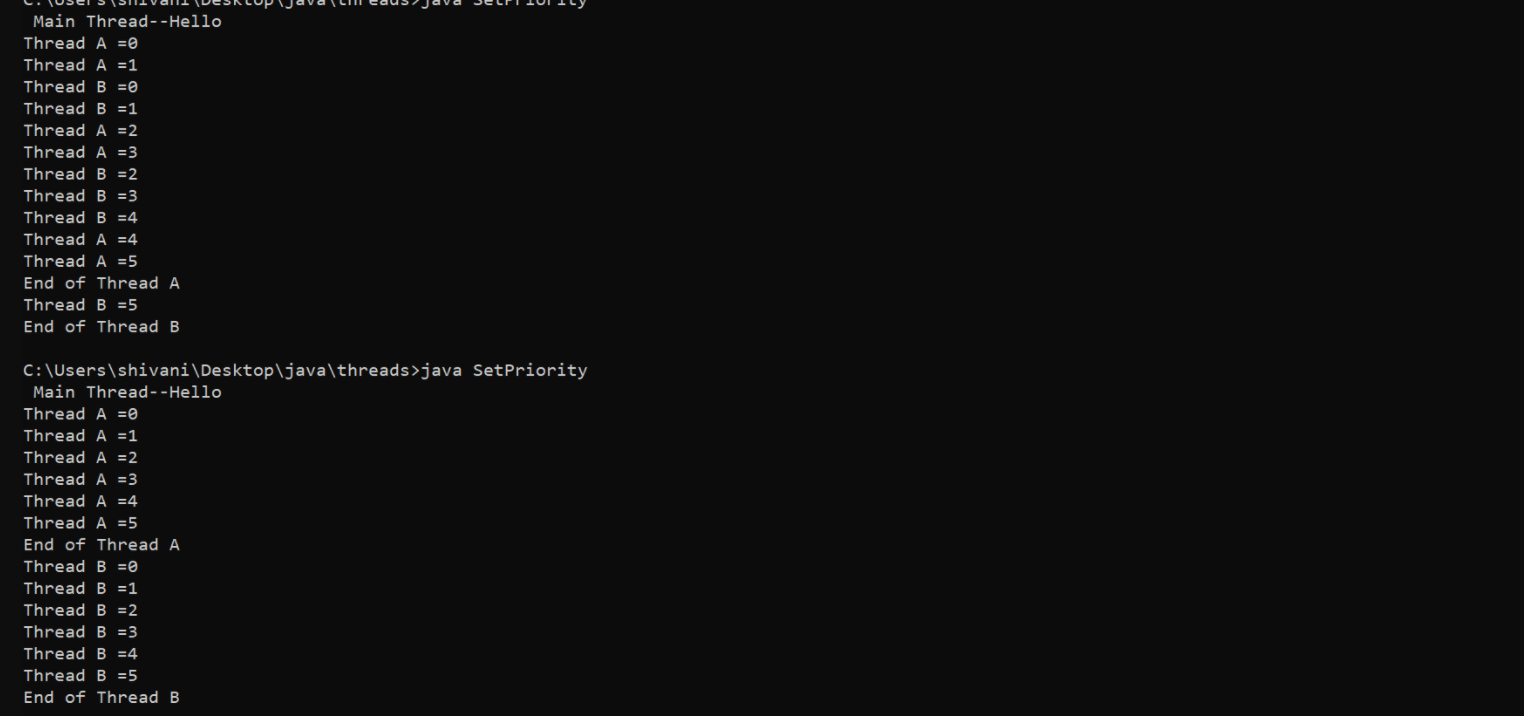 C:\Users\shivani\Desktop\java\threads>java SetPriority
Main Thread--Hello
Thread A =0
Thread A =1
Thread B =0
Thread B =1
Thread A =2
Thread A =3
Thread B =2
Thread B =3
Thread B =4
Thread A =4
Thread A =5
End of Thread A
Thread B =5
End of Thread B
C:\Users\shivani\Desktop\java\threads>java SetPriority
Main Thread--Hello
Thread A =0
Thread A =1
Thread A =2
Thread A =3
Thread A =4
Thread A =5
End of Thread A
Thread B =0
Thread B =1
Thread B =2
Thread B =3
Thread B =4
Thread B =5
End of Thread B